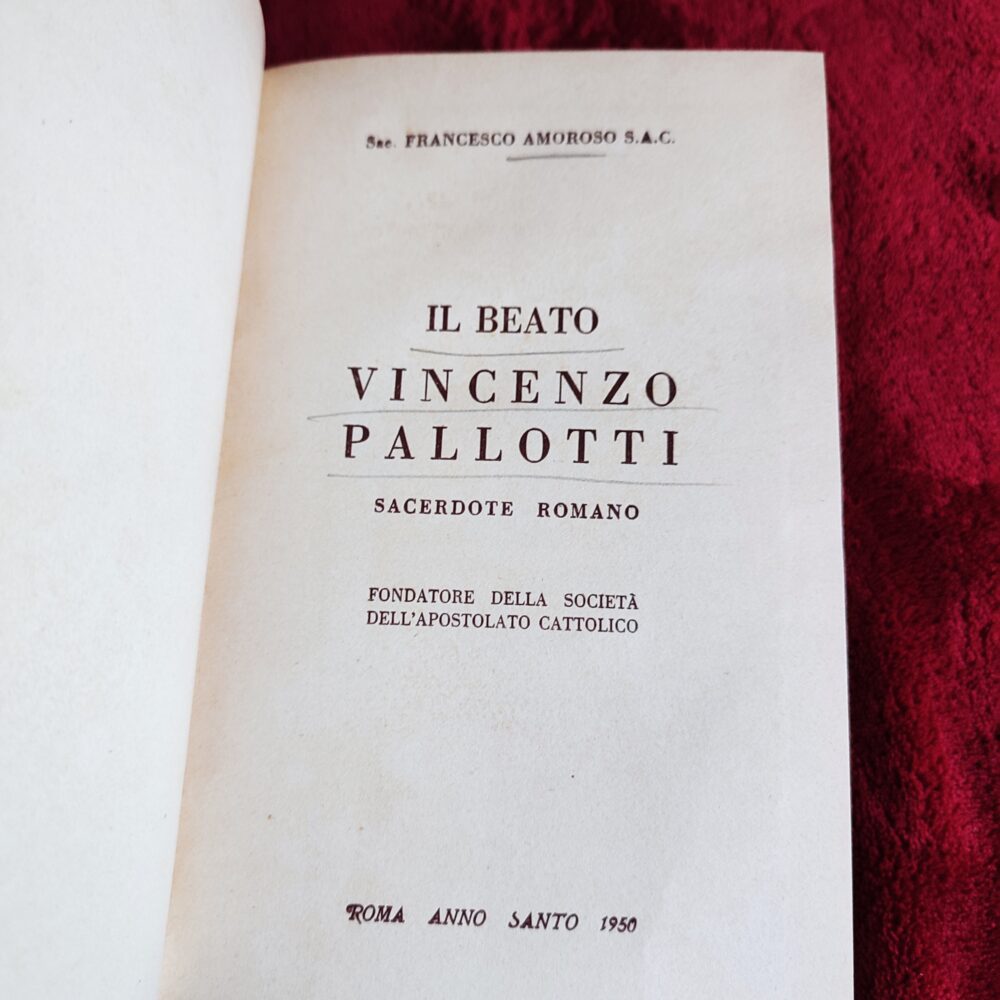 Sac. FRANCESCO AMOROSO S.A.C.
IL BEATO
VINCENZO
PALLOTTI
SACERDOTE ROMANO
FONDATORE DELLA SOCIETÀ
DELL'APOSTOLATO CATTOLICO
ROMA ANNO SANTO 1950